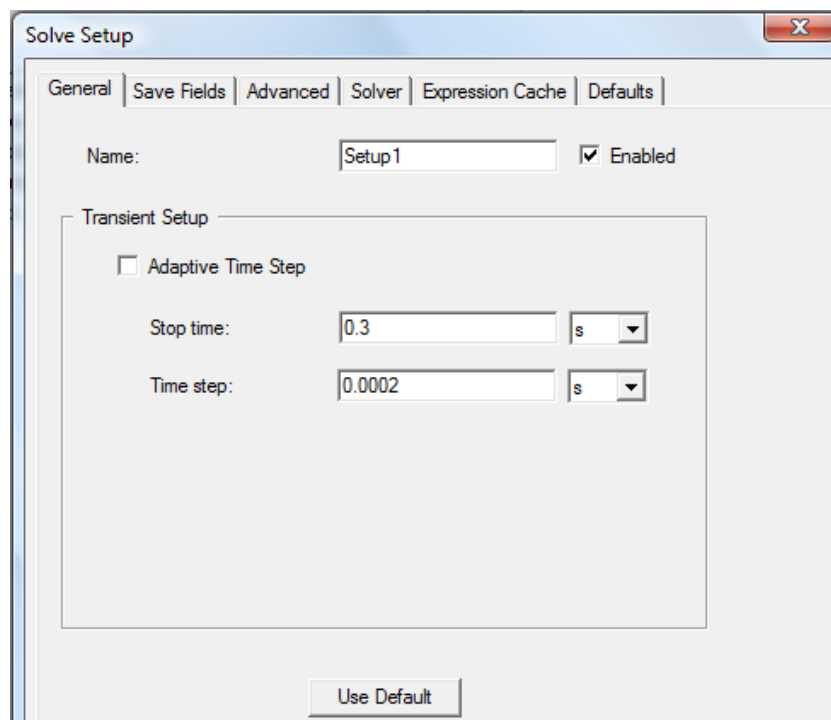 Solve Setup
General Save Fields Advanced Solver Expression Cache Defaults
Name: Setup1 Enabled
Transient Setup
Adaptive Time Step
Stop time: 0.3 s
Time step: 0.0002 s
Use Default